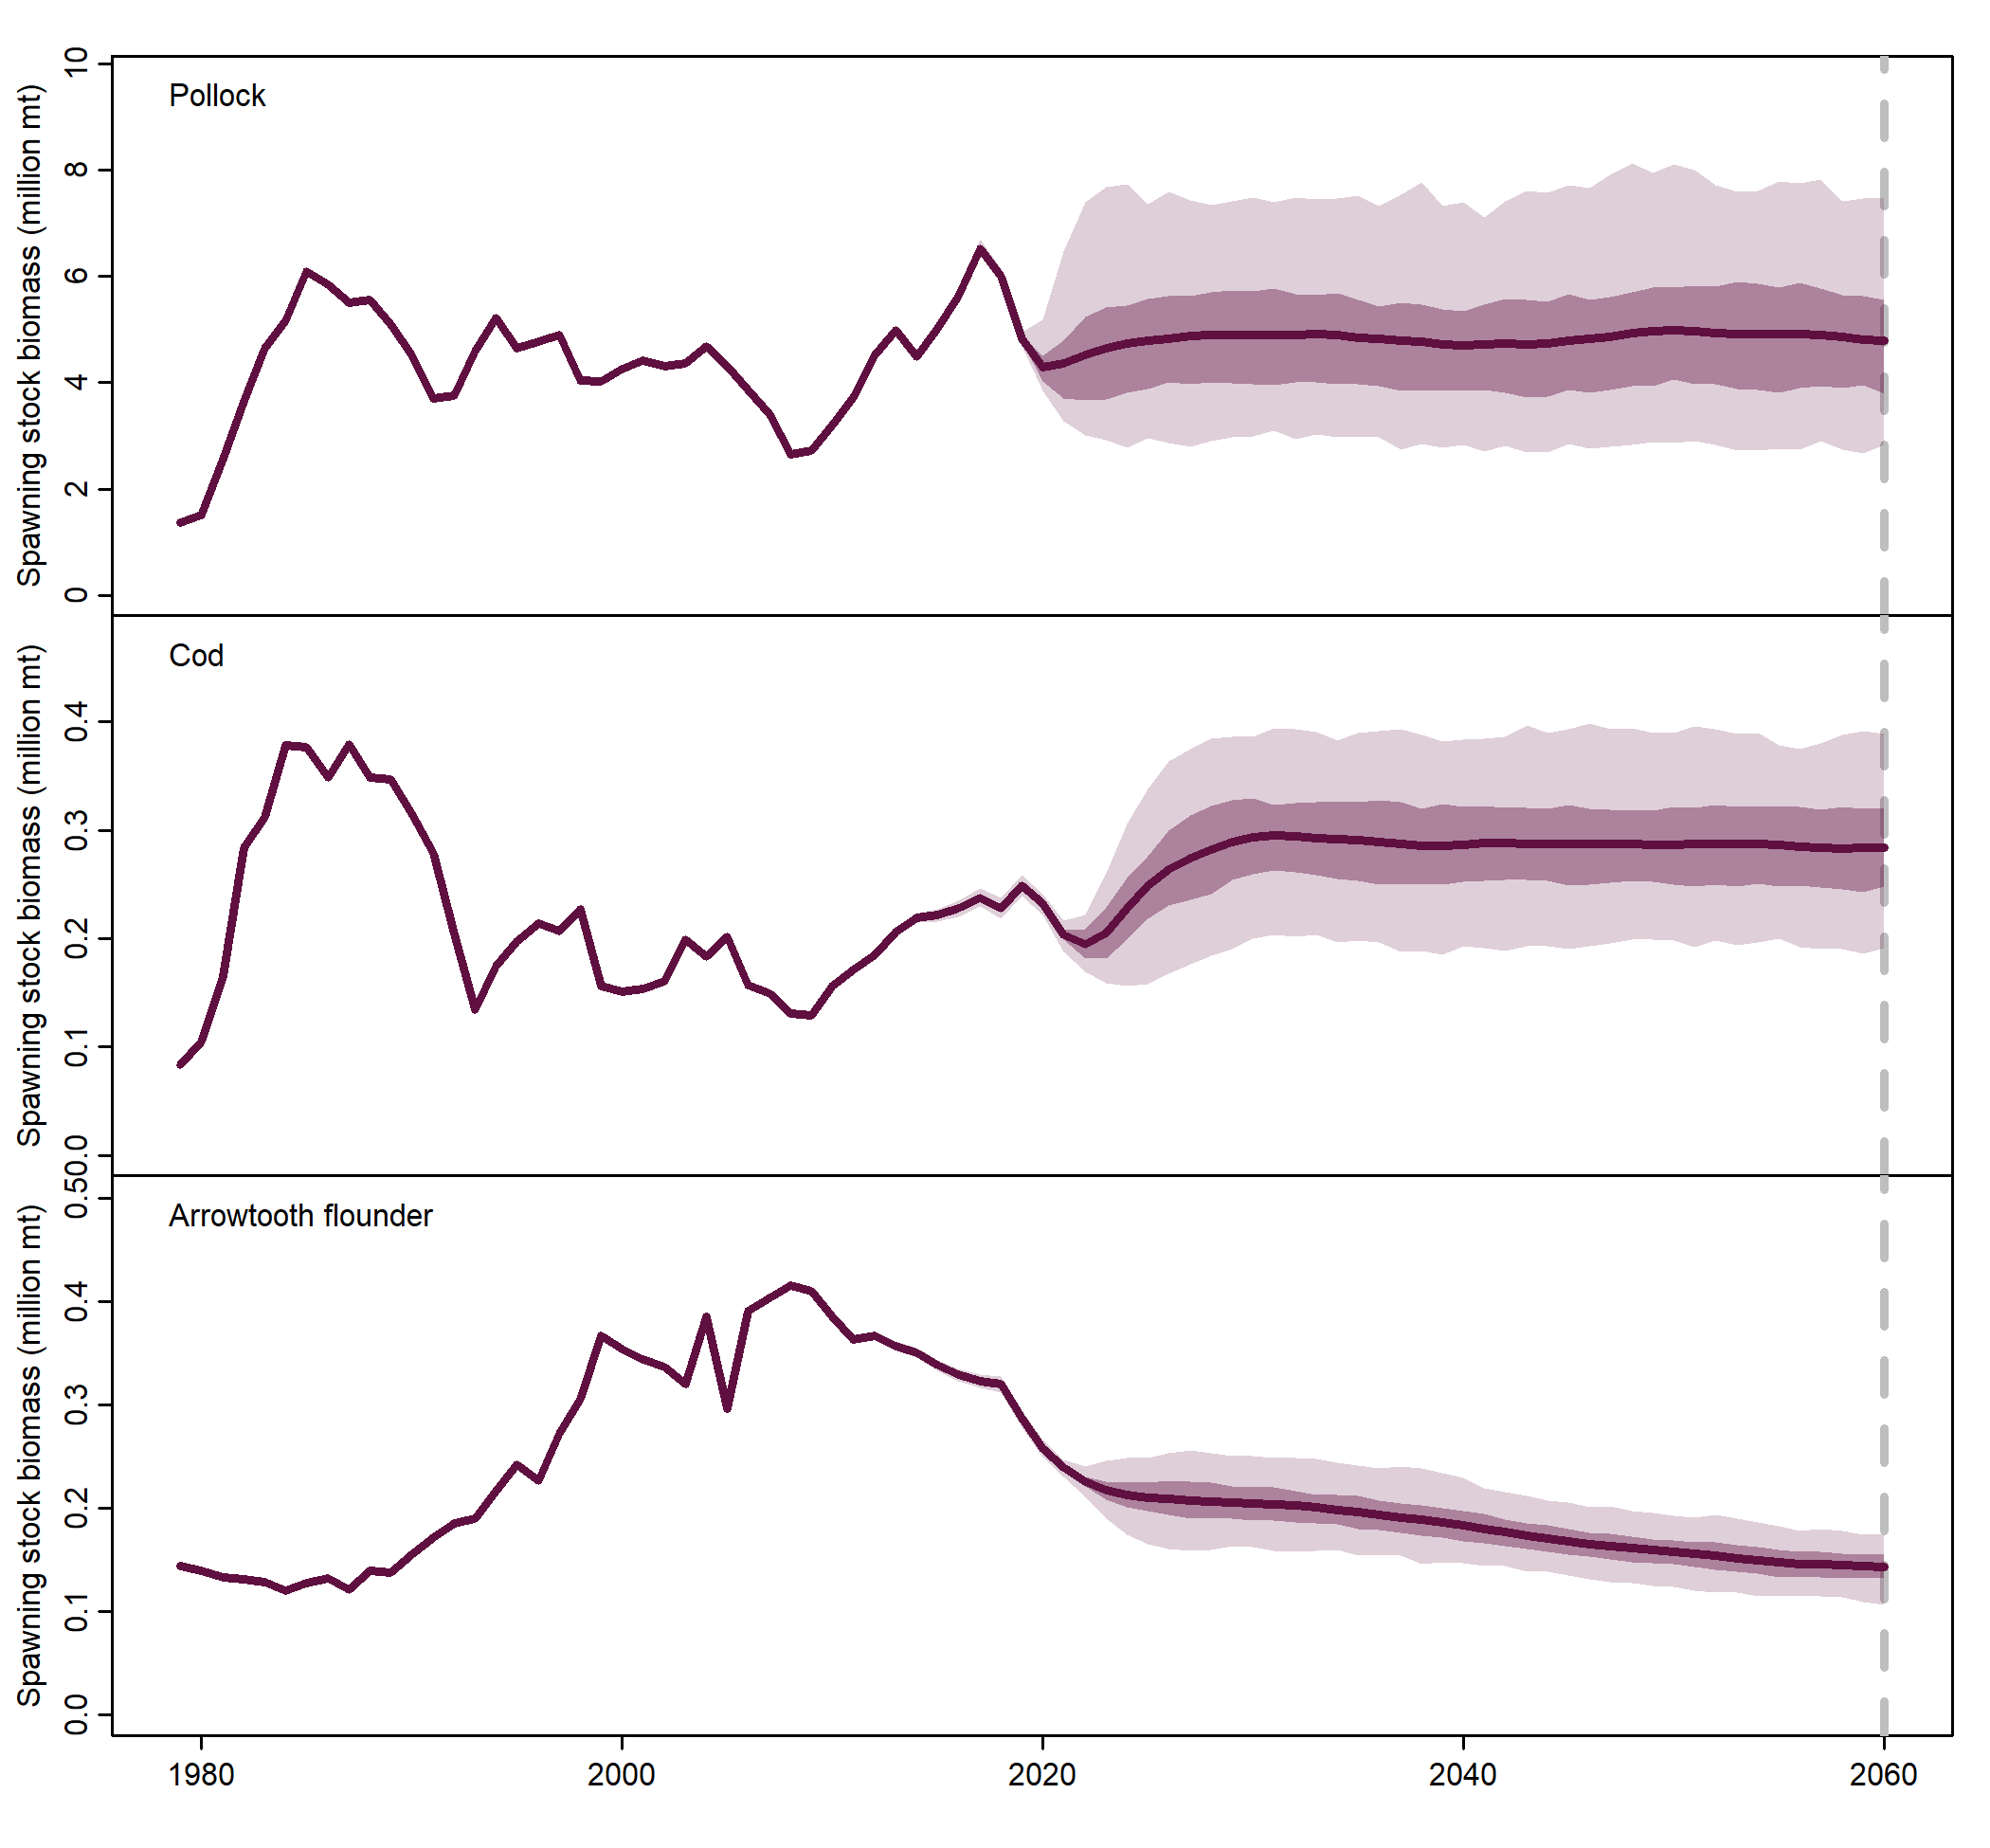 Pollock
Spawning stock biomass (million mt)
10
8
6
4
2
0
Cod
Spawning stock biomass (million mt)
0.4
0.3
0.2
0.1
0.0
Arrowtooth flounder
Spawning stock biomass (million mt)
0.5
0.4
0.3
0.2
0.1
0.0
1980 2000 2020 2040 2060